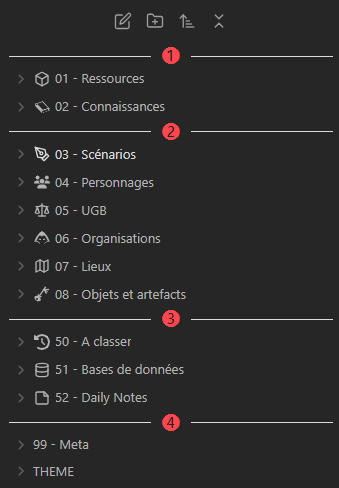 1
01 - Ressources
02 - Connaissances
2
03 - Scénarios
04 - Personnages
05 - UGB
06 - Organisations
07 - Lieux
08 - Objets et artefacts
3
50 - A classer
51 - Bases de données
52 - Daily Notes
4
99 - Meta
THEME